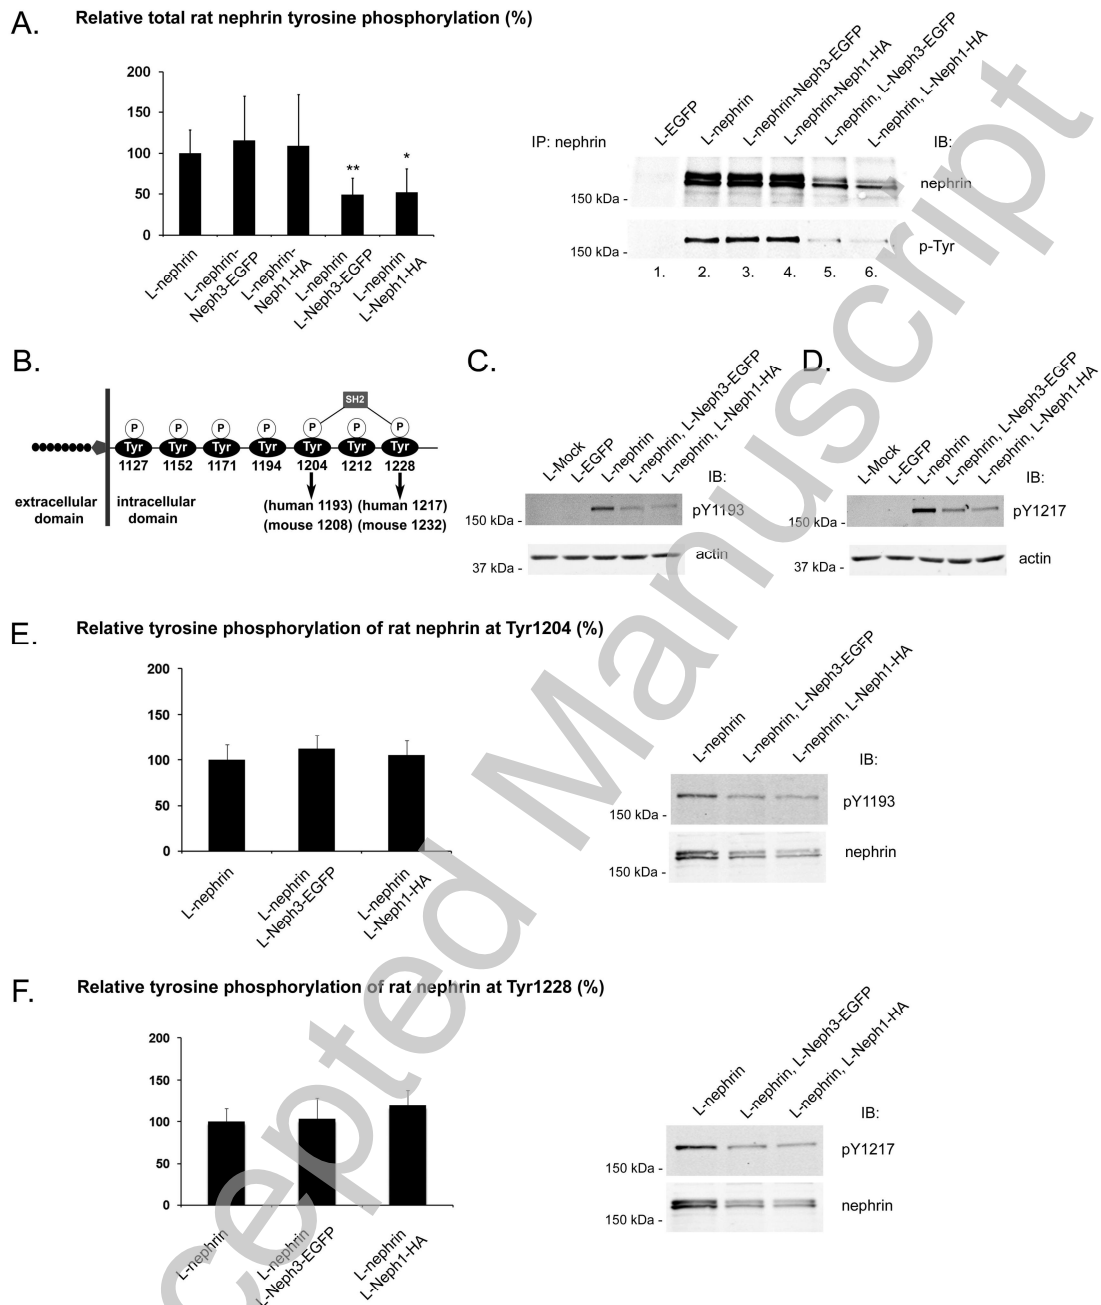 A.
Relative total rat nephrin tyrosine phosphorylation (%)
200
150
100
50
0
**
*
L-nephrin
L-nephrin-
Neph3-EGFP
L-nephrin-
Neph1-HA
L-nephrin
L-Neph3-EGFP
L-nephrin
L-Neph1-HA
IP: nephrin
L-EGFP
L-nephrin
L-nephrin-Neph3-EGFP
L-nephrin-Neph1-HA
L-nephrin, L-Neph3-EGFP
L-nephrin, L-Neph1-HA
IB:
150 kDa -
nephrin
150 kDa -
p-Tyr
1. 2. 3. 4. 5. 6.
B.
SH2
P P P P P P P
Tyr Tyr Tyr Tyr Tyr Tyr Tyr
1127 1152 1171 1194 1204 1212 1228
extracellular
domain
intracellular
domain
(human 1193) (human 1217)
(mouse 1208) (mouse 1232)
C.
L-Mock
L-EGFP
L-nephrin
L-nephrin, L-Neph3-EGFP
L-nephrin, L-Neph1-HA
IB:
150 kDa -
pY1193
37 kDa -
actin
D.
L-Mock
L-EGFP
L-nephrin
L-nephrin, L-Neph3-EGFP
L-nephrin, L-Neph1-HA
IB:
150 kDa -
pY1217
37 kDa -
actin
E.
Relative tyrosine phosphorylation of rat nephrin at Tyr1204 (%)
200
150
100
50
0
L-nephrin
L-nephrin
L-Neph3-EGFP
L-nephrin
L-Neph1-HA
L-nephrin
L-nephrin, L-Neph3-EGFP
L-nephrin, L-Neph1-HA
IB:
150 kDa -
pY1193
150 kDa -
nephrin
F.
Relative tyrosine phosphorylation of rat nephrin at Tyr1228 (%)
200
150
100
50
0
L-nephrin
L-nephrin
L-Neph3-EGFP
L-nephrin
L-Neph1-HA
L-nephrin
L-nephrin, L-Neph3-EGFP
L-nephrin, L-Neph1-HA
IB:
150 kDa -
pY1217
150 kDa -
nephrin
cepted Manuscript